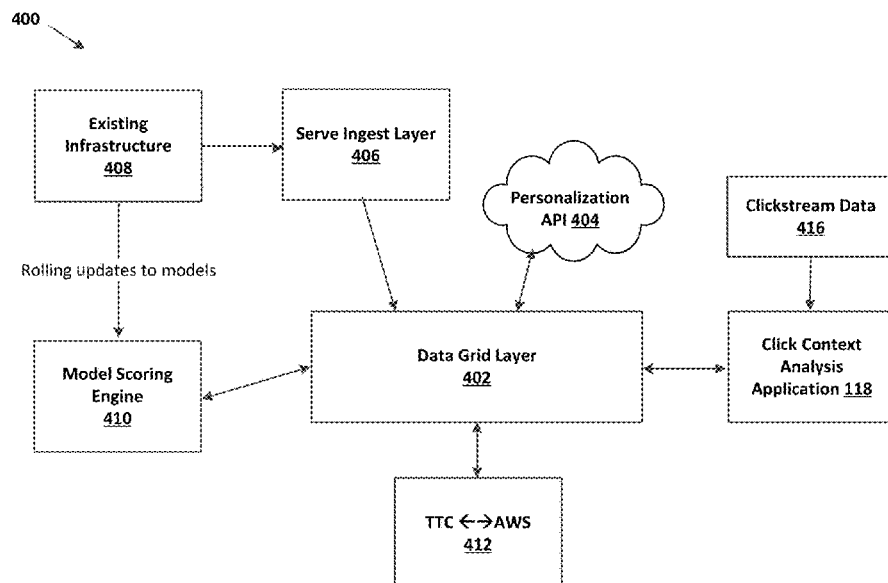 400
Existing
Infrastructure
408
Serve Ingest Layer
406
Personalization
API 404
Clickstream Data
416
Rolling updates to models
Model Scoring
Engine
410
Data Grid Layer
402
Click Context
Analysis
Application 118
TTC ←→AWS
412